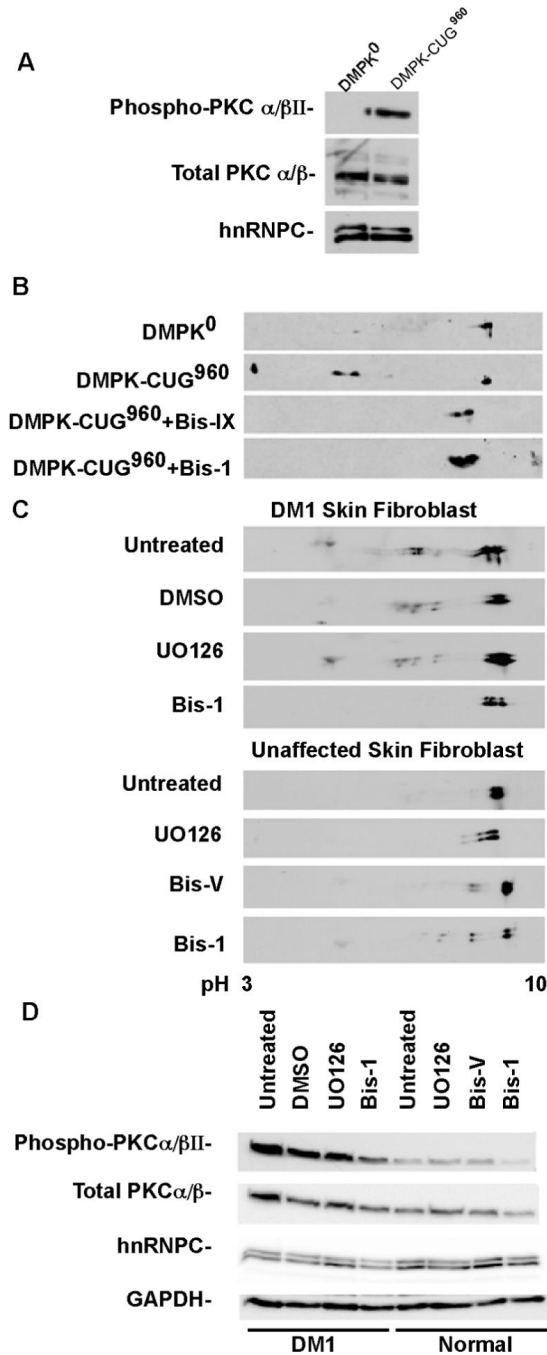 A
DMPK0
DMPK-CUG960
Phospho-PKC α/βII-
Total PKC α/β-
hnRNPC-
B
DMPK0
DMPK-CUG960
DMPK-CUG960+Bis-IX
DMPK-CUG960+Bis-1
C
DM1 Skin Fibroblast
Untreated
DMSO
UO126
Bis-1
Unaffected Skin Fibroblast
Untreated
UO126
Bis-V
Bis-1
pH 3 10
D
Untreated
DMSO
UO126
Bis-1
Untreated
UO126
Bis-V
Bis-1
Phospho-PKCα/βII-
Total PKCα/β-
hnRNPC-
GAPDH-
DM1 Normal